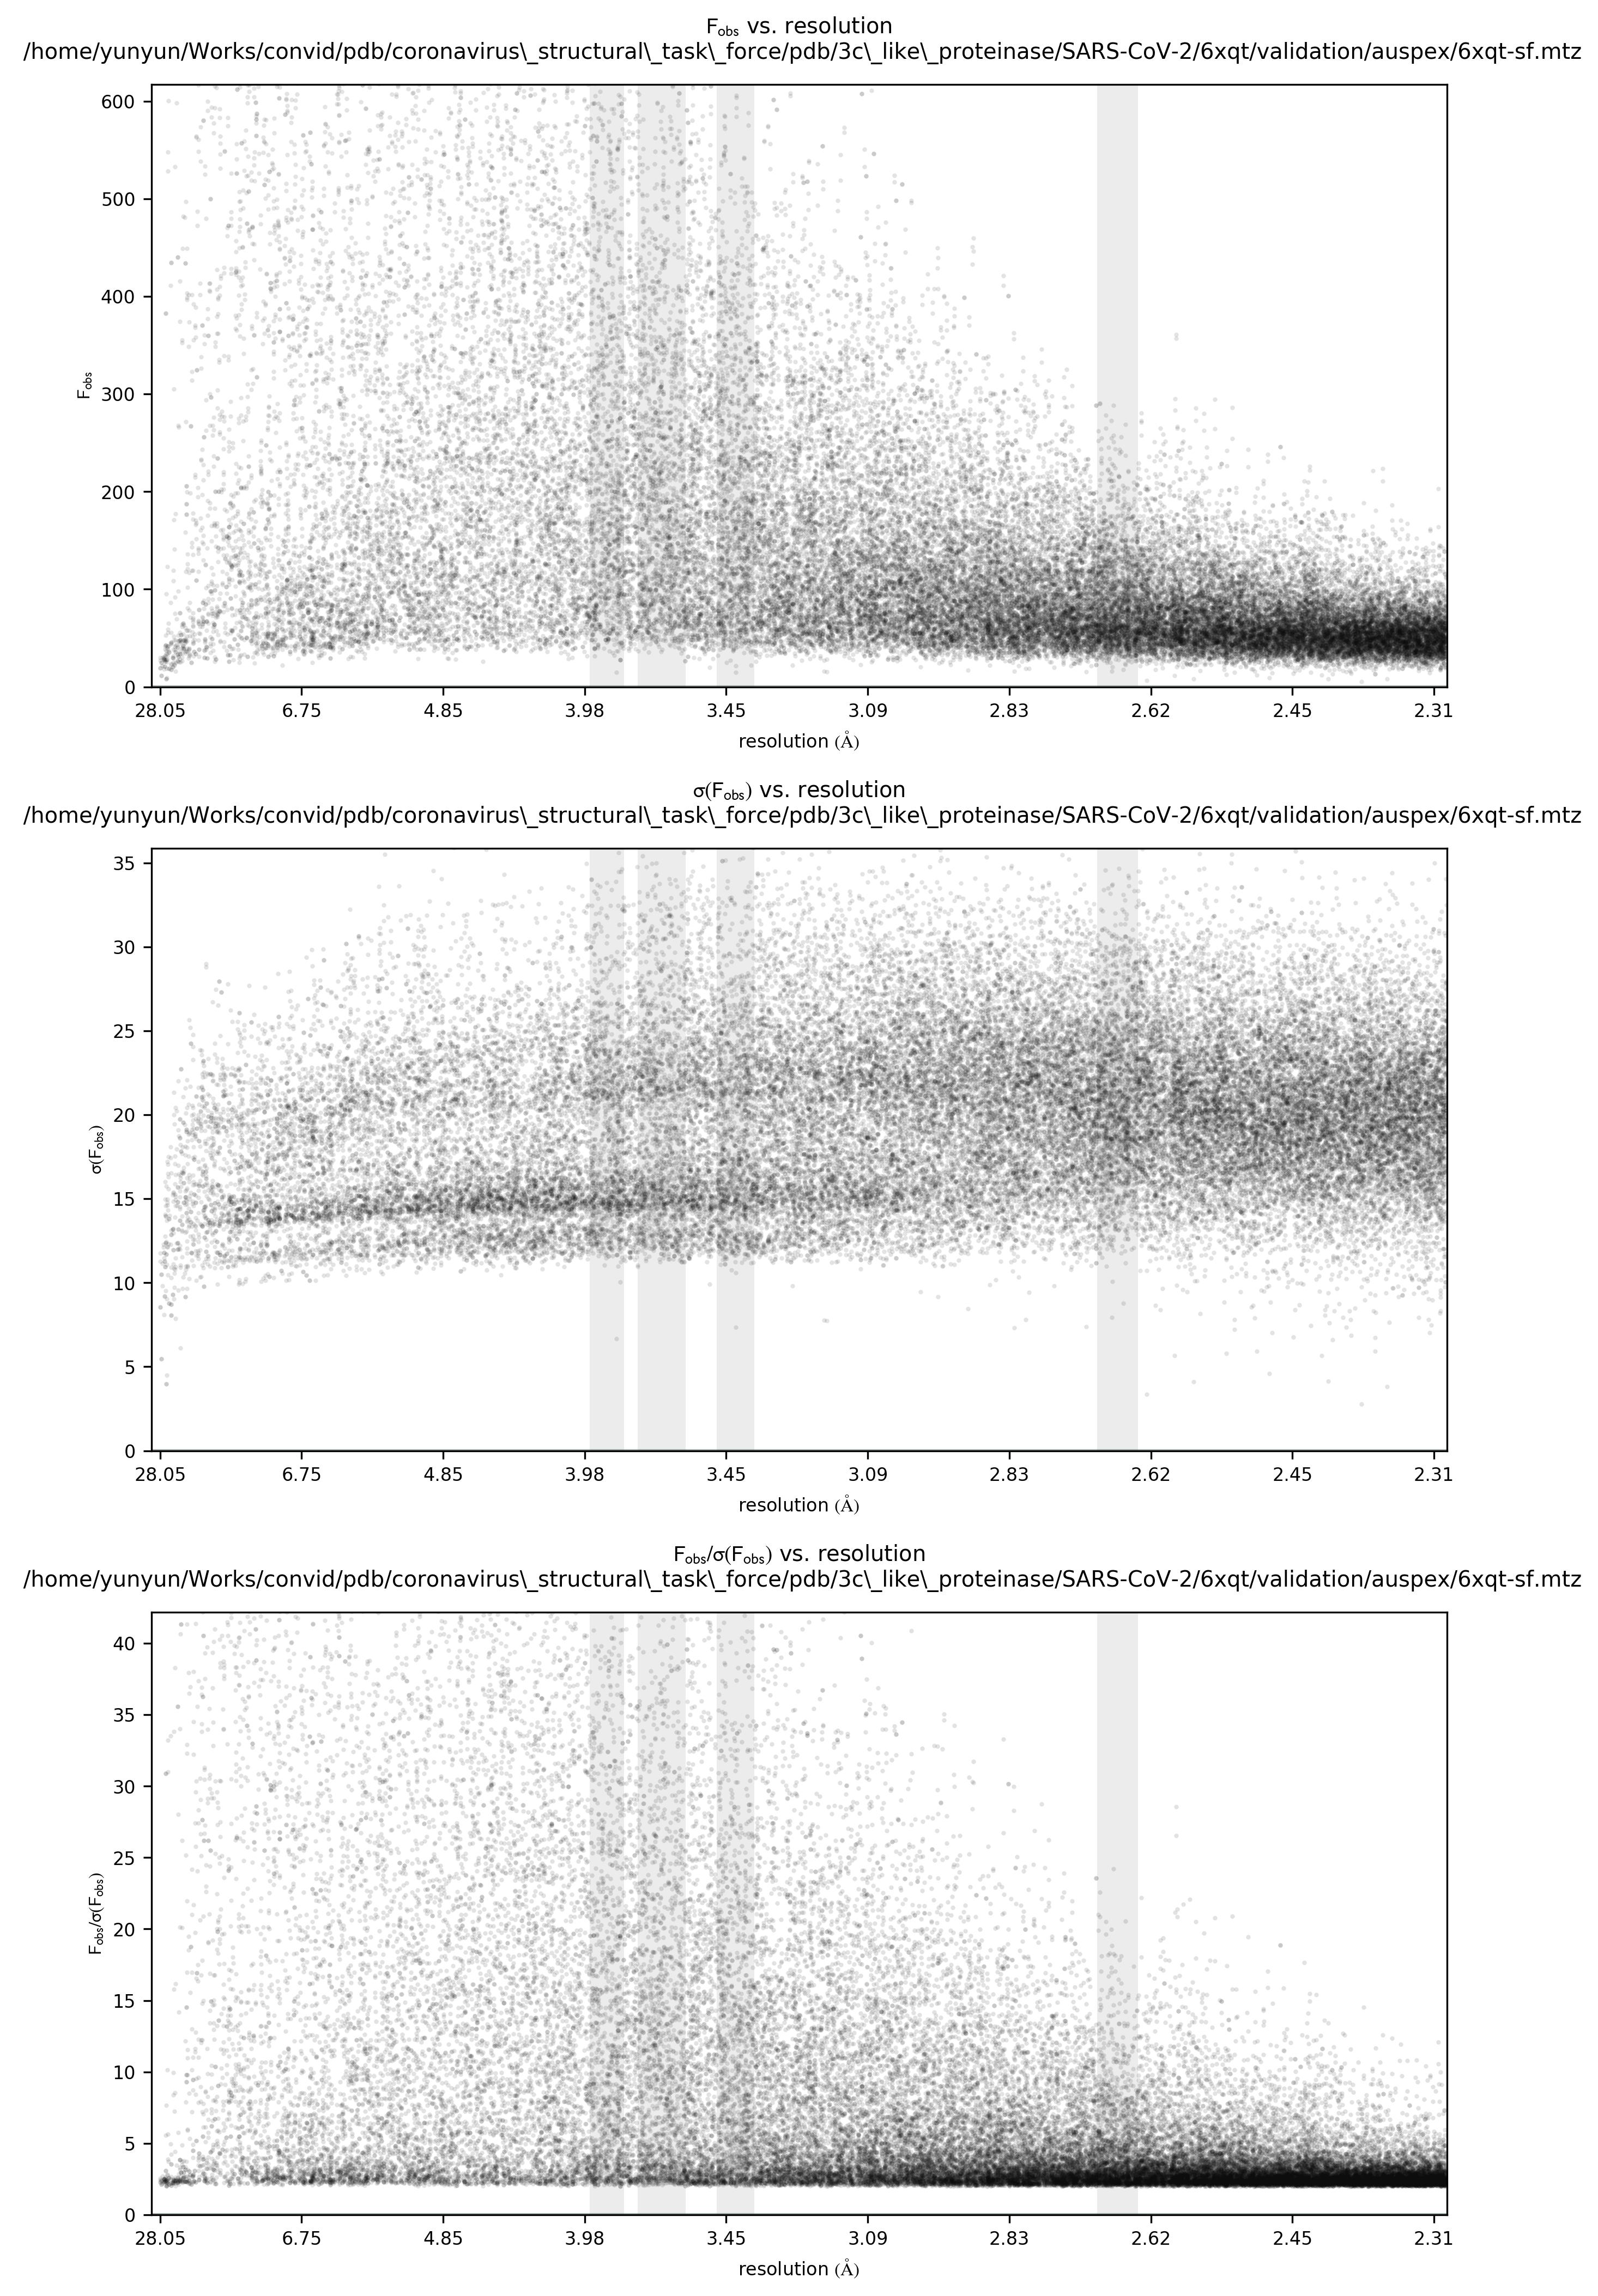 Fobs vs. resolution
/home/yunyun/Works/convid/pdb/coronavirus\_structural\_task\_force/pdb/3c\_like\_proteinase/SARS-CoV-2/6xqt/validation/auspex/6xqt-sf.mtz
600
500
400
300
200
100
0
Fobs
28.05 6.75 4.85 3.98 3.45 3.09 2.83 2.62 2.45 2.31
resolution (Å)
σ(Fobs) vs. resolution
/home/yunyun/Works/convid/pdb/coronavirus\_structural\_task\_force/pdb/3c\_like\_proteinase/SARS-CoV-2/6xqt/validation/auspex/6xqt-sf.mtz
35
30
25
20
15
10
5
0
σ(Fobs)
28.05 6.75 4.85 3.98 3.45 3.09 2.83 2.62 2.45 2.31
resolution (Å)
Fobs/σ(Fobs) vs. resolution
/home/yunyun/Works/convid/pdb/coronavirus\_structural\_task\_force/pdb/3c\_like\_proteinase/SARS-CoV-2/6xqt/validation/auspex/6xqt-sf.mtz
40
35
30
25
20
15
10
5
0
Fobs/σ(Fobs)
28.05 6.75 4.85 3.98 3.45 3.09 2.83 2.62 2.45 2.31
resolution (Å)